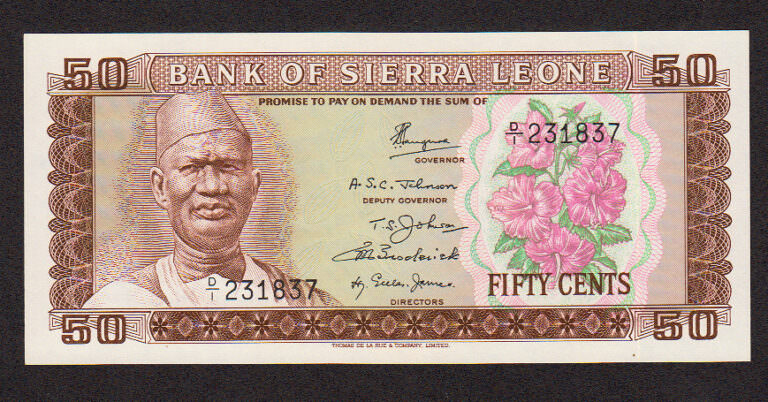 50 BANK OF SIERRA LEONE 50
PROMISE TO PAY ON DEMAND THE SUM OF
D/1 231837
GOVERNOR
A.S.C. Johnson
DEPUTY GOVERNOR
T.S. Johnson
DIRECTORS
D/1 231837
FIFTY CENTS
50 50
THOMAS DE LA RUE & COMPANY, LIMITED.